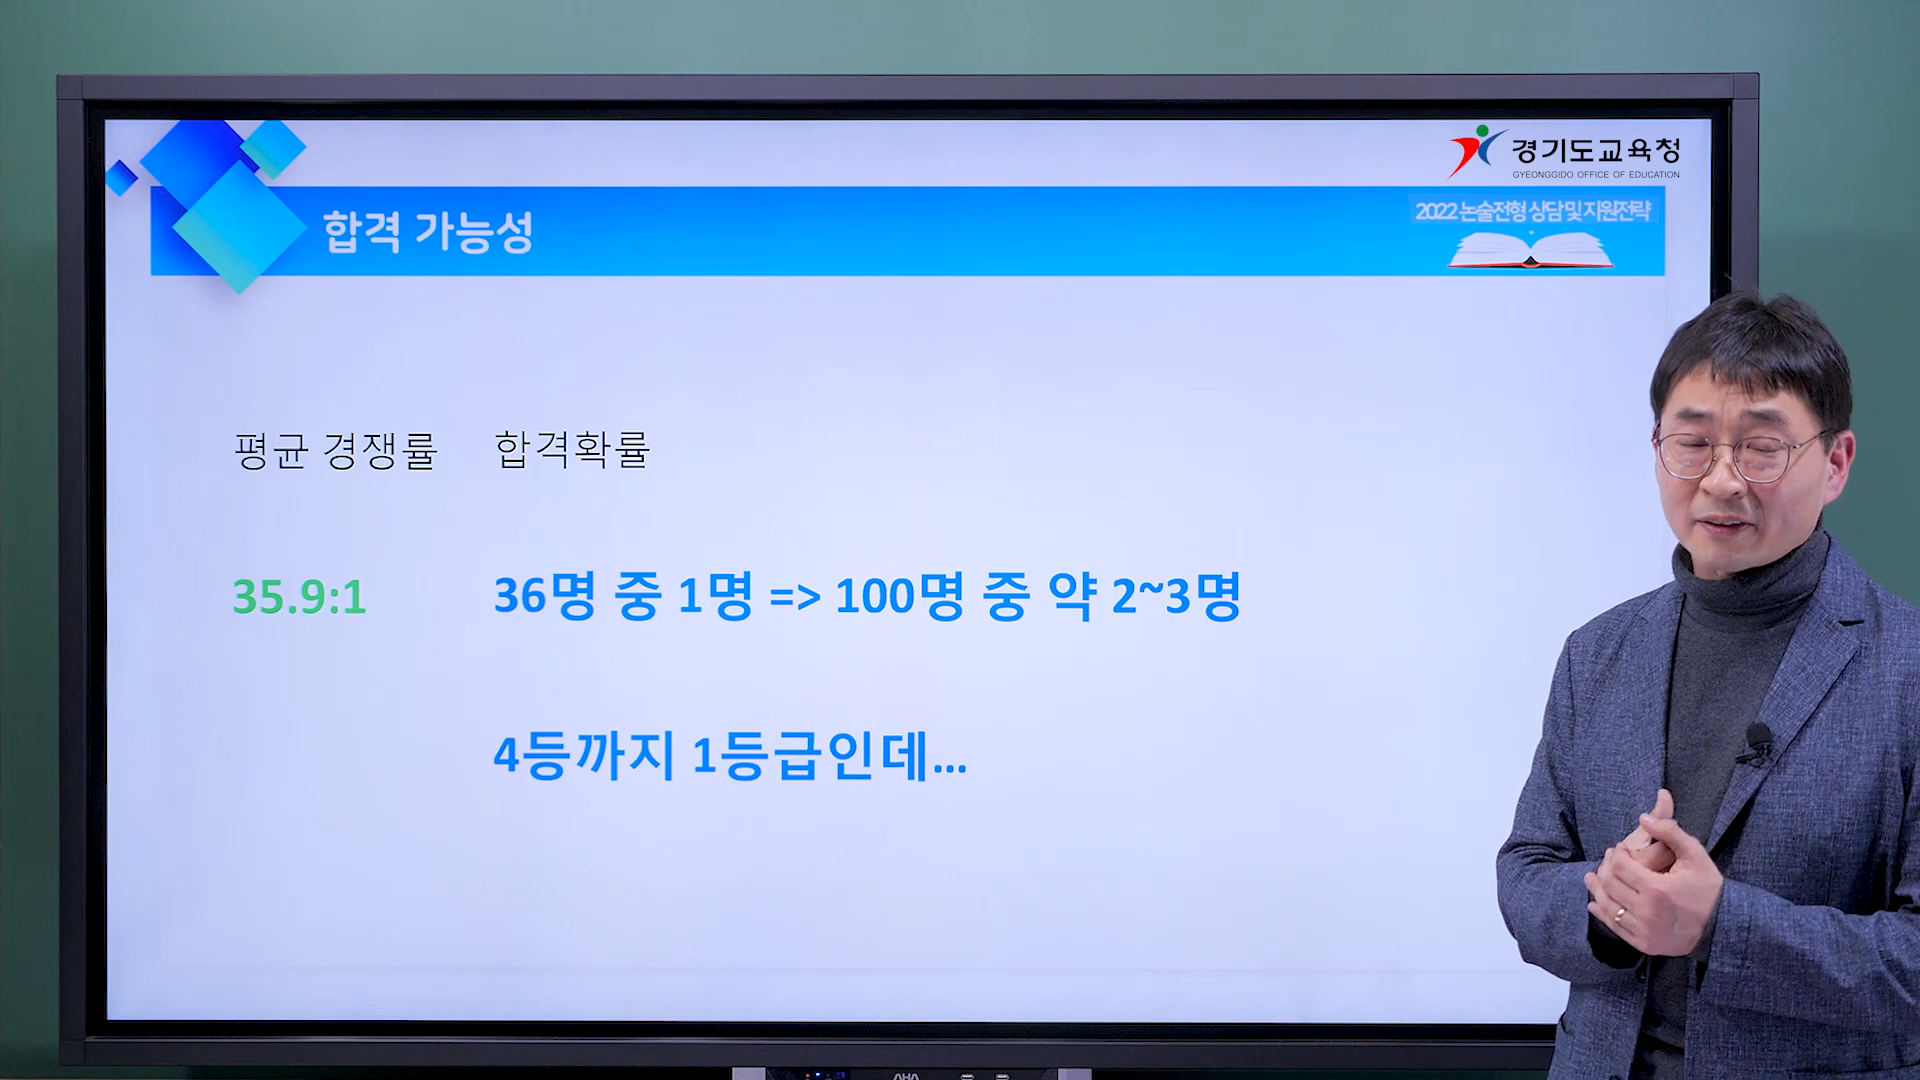 경기도교육청
GYEONGGIDO OFFICE OF EDUCATION
합격 가능성
2022 논술전형 상담 및 지원전략
평균 경쟁률 합격확률
35.9:1 36명 중 1명 => 100명 중 약 2~3명
4등까지 1등급인데...
AHA